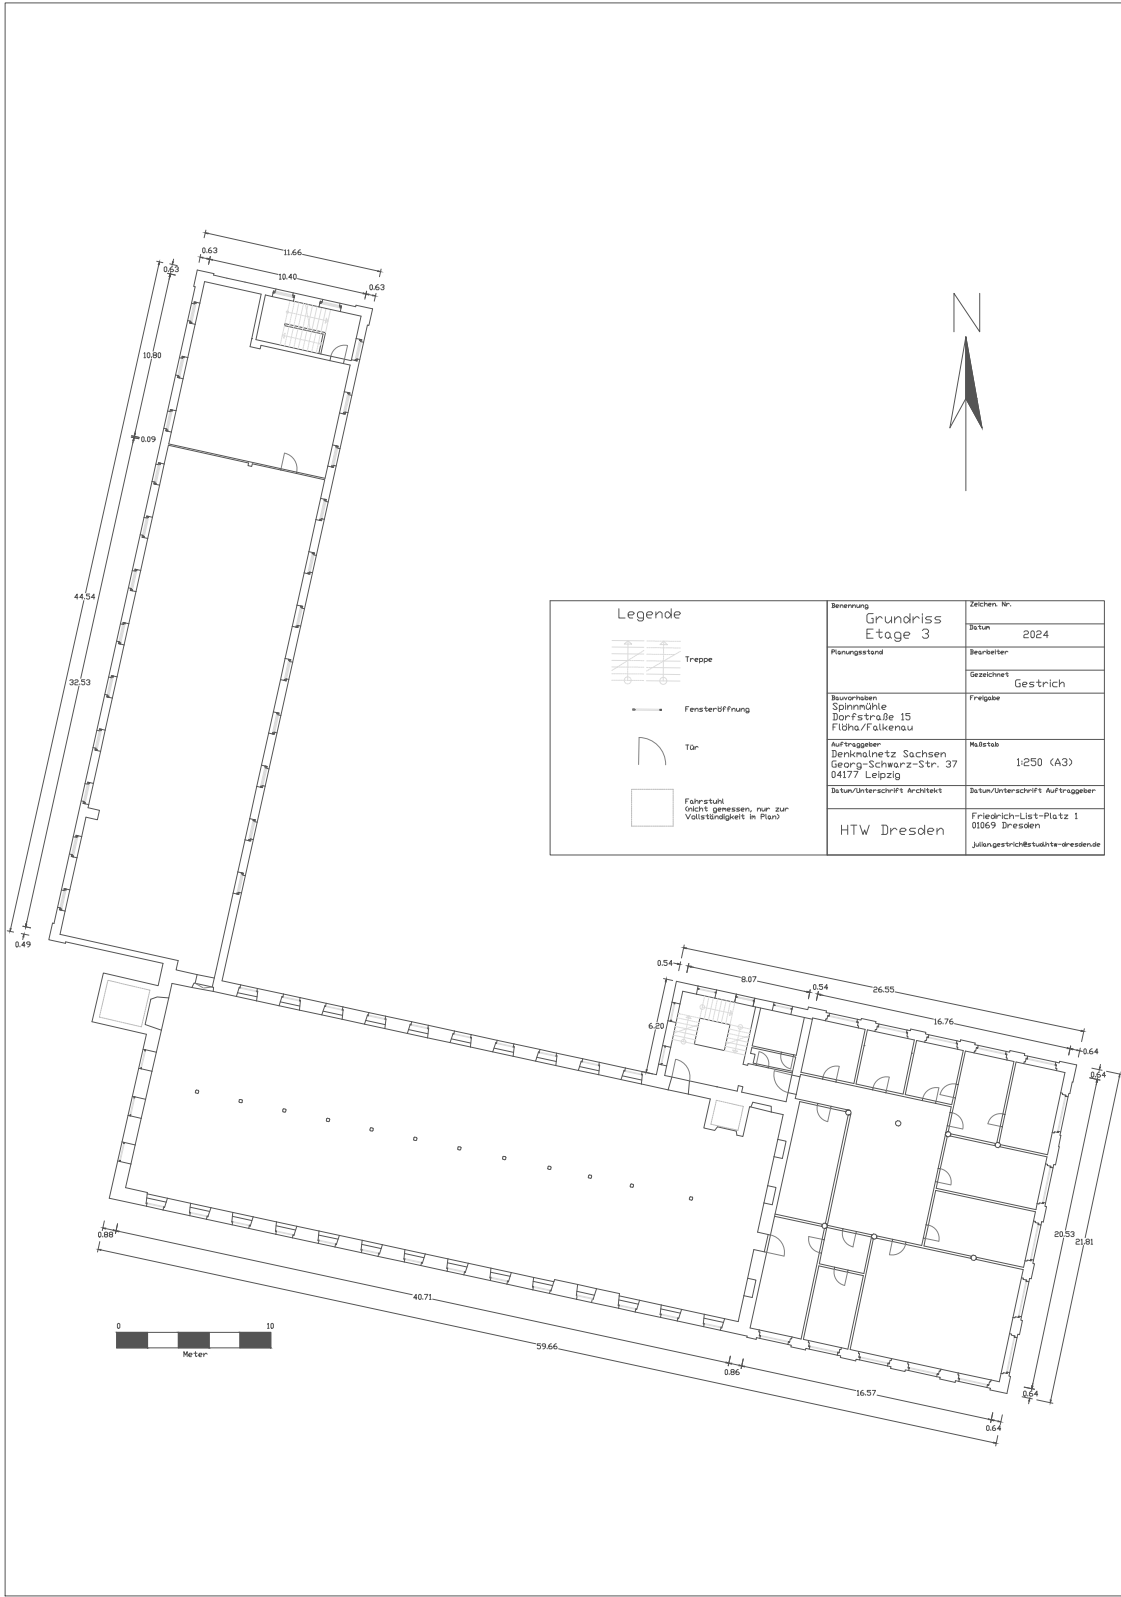 11.66
0.63
0.63
10.40
0.63
10.80
0.09
44.54
32.53
0.49
N
Legende
Treppe
Fensteröffnung
Tür
Fahrstuhl
(nicht gemessen, nur zur
Vollständigkeit im Plan)
Benennung
Grundriss
Etage 3
Zeichen. Nr.
Datum
2024
Planungsstand
Bearbeiter
Gezeichnet
Gestrich
Bauvorhaben
Spinnmühle
Dorfstraße 15
Flöha/Falkenau
Freigabe
Auftraggeber
Denkmalnetz Sachsen
Georg-Schwarz-Str. 37
04177 Leipzig
Maßstab
1:250 (A3)
Datum/Unterschrift Architekt
Datum/Unterschrift Auftraggeber
HTW Dresden
Friedrich-List-Platz 1
01069 Dresden
julian.gestrich@stud.htw-dresden.de
0.54
8.07
0.54
26.55
16.76
6.20
0.64
0.64
20.53
21.81
0.88
40.71
59.66
0.86
16.57
0.64
0.64
0
10
Meter